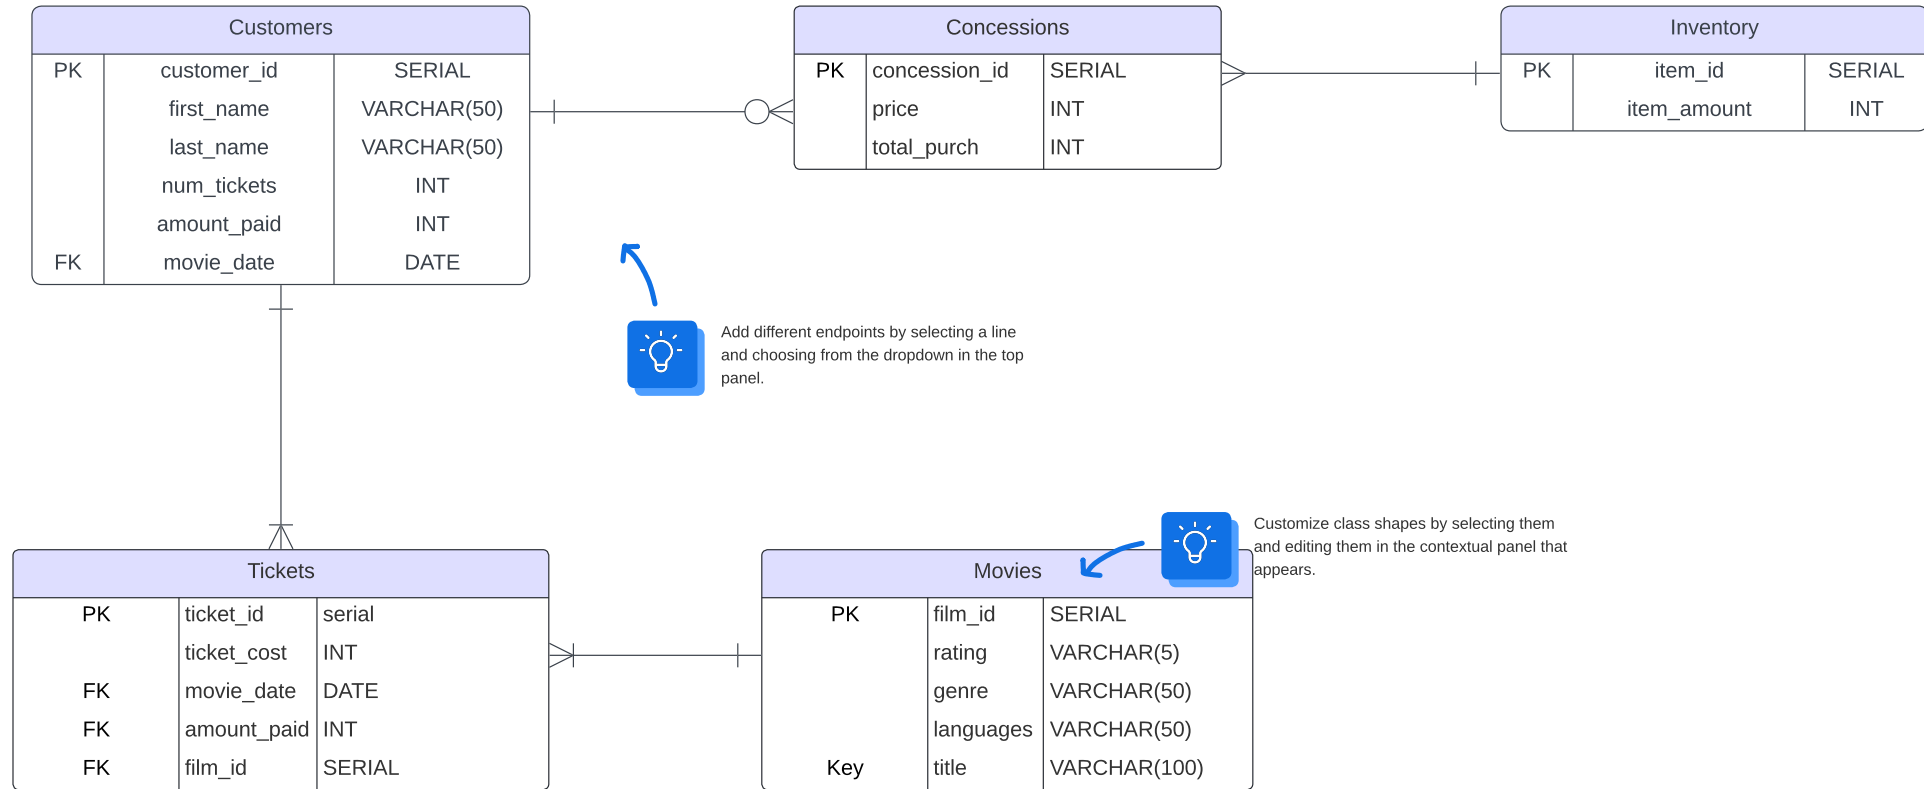 Customers
PK customer_id SERIAL
first_name VARCHAR(50)
last_name VARCHAR(50)
num_tickets INT
amount_paid INT
FK movie_date DATE
Concessions
PK concession_id SERIAL
price INT
total_purch INT
Inventory
PK item_id SERIAL
item_amount INT
Add different endpoints by selecting a line
and choosing from the dropdown in the top
panel.
Customize class shapes by selecting them
and editing them in the contextual panel that
appears.
Tickets
PK ticket_id serial
ticket_cost INT
FK movie_date DATE
FK amount_paid INT
FK film_id SERIAL
Movies
PK film_id SERIAL
rating VARCHAR(5)
genre VARCHAR(50)
languages VARCHAR(50)
Key title VARCHAR(100)